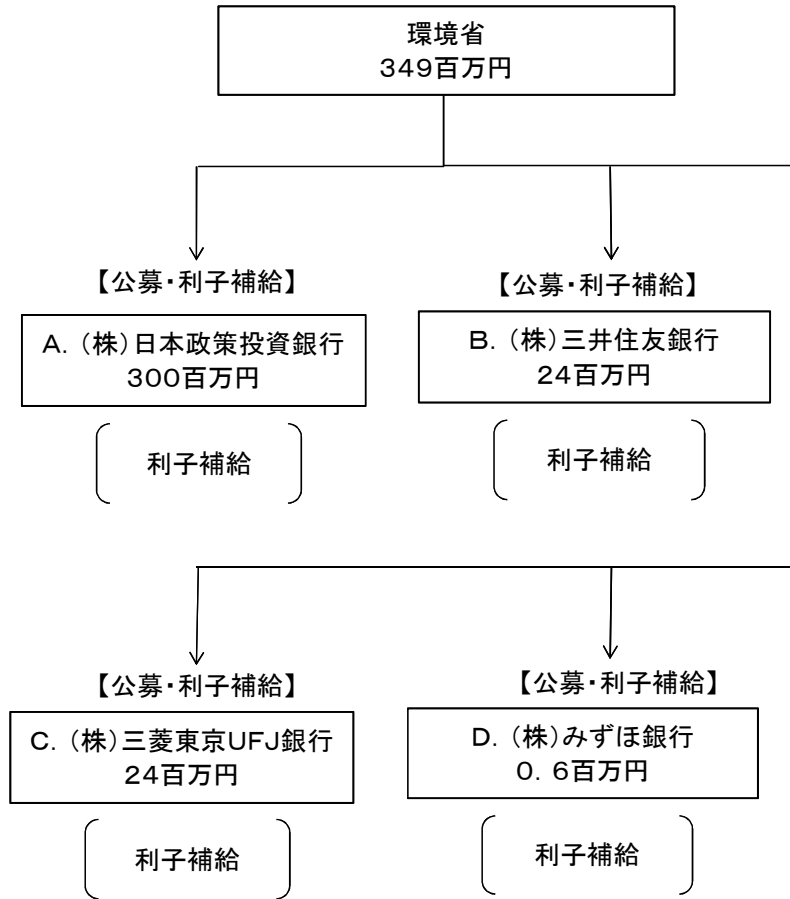 環境省
349百万円
【公募・利子補給】
A. (株)日本政策投資銀行
300百万円
利子補給
【公募・利子補給】
B. (株)三井住友銀行
24百万円
利子補給
【公募・利子補給】
C. (株)三菱東京UFJ銀行
24百万円
利子補給
【公募・利子補給】
D. (株)みずほ銀行
0. 6百万円
利子補給